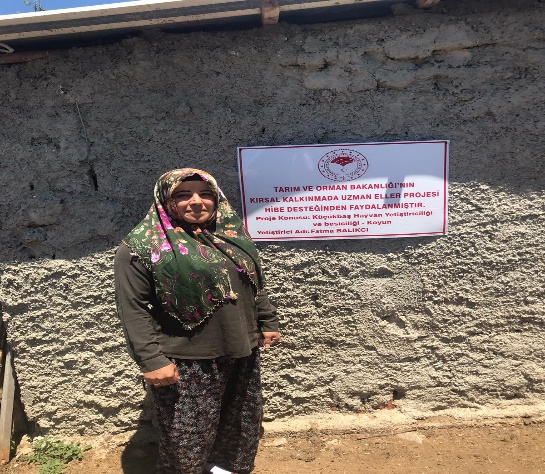 TARIM VE ORMAN BAKANLIĞI'NIN
KIRSAL KALKINMADA UZMAN ELLER PROJESİ
HİBE DESTEĞİNDEN FAYDALANMIŞTIR.
Proje Konusu: Küçükbaş Hayvan Yetiştiriciliği
ve besiciliği - Koyun
Yetiştirici Adı: Fatma BALIKCI